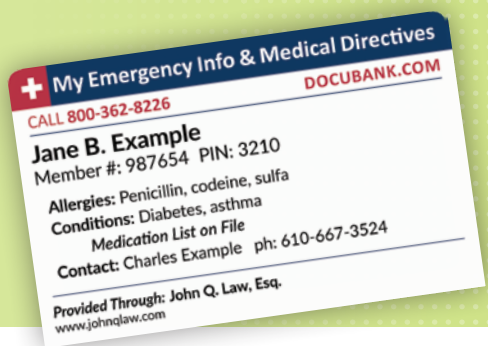 My Emergency Info & Medical Directives
CALL 800-362-8226 DOCUBANK.COM
Jane B. Example
Member #: 987654 PIN: 3210
Allergies: Penicillin, codeine, sulfa
Conditions: Diabetes, asthma
Medication List on File
Contact: Charles Example ph: 610-667-3524
Provided Through: John Q. Law, Esq.
www.johnqlaw.com